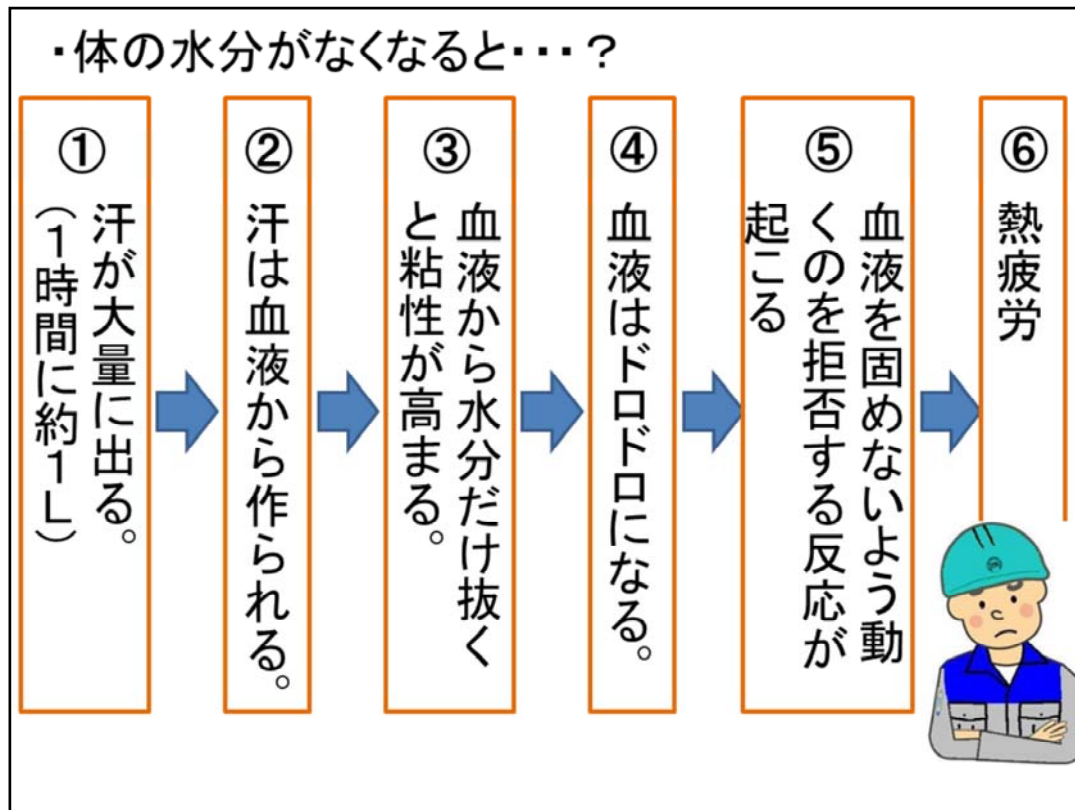 ・体の水分がなくなると・・・？
①
汗が大量に出る。
（１時間に約１L）
②
汗は血液から作られる。
③
血液から水分だけ抜く
と粘性が高まる。
④
血液はドロドロになる。
⑤
血液を固めないよう動
くのを拒否する反応が
起こる
⑥
熱疲労